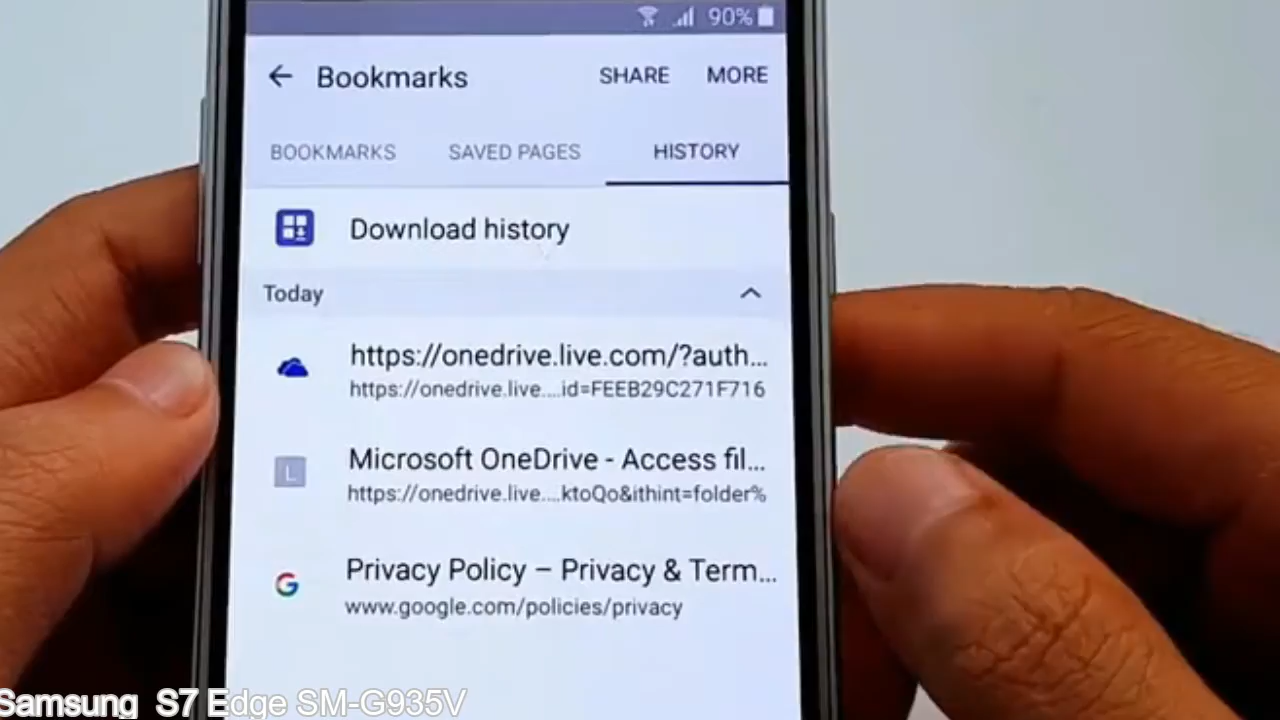 90%
Bookmarks SHARE MORE
BOOKMARKS SAVED PAGES HISTORY
Download history
Today
https://onedrive.live.com/?auth...
https://onedrive.live....id=FEEB29C271F716
L
Microsoft OneDrive - Access fil...
https://onedrive.live....ktoQo&ithint=folder%
G
Privacy Policy – Privacy & Term...
www.google.com/policies/privacy
Samsung S7 Edge SM-G935V